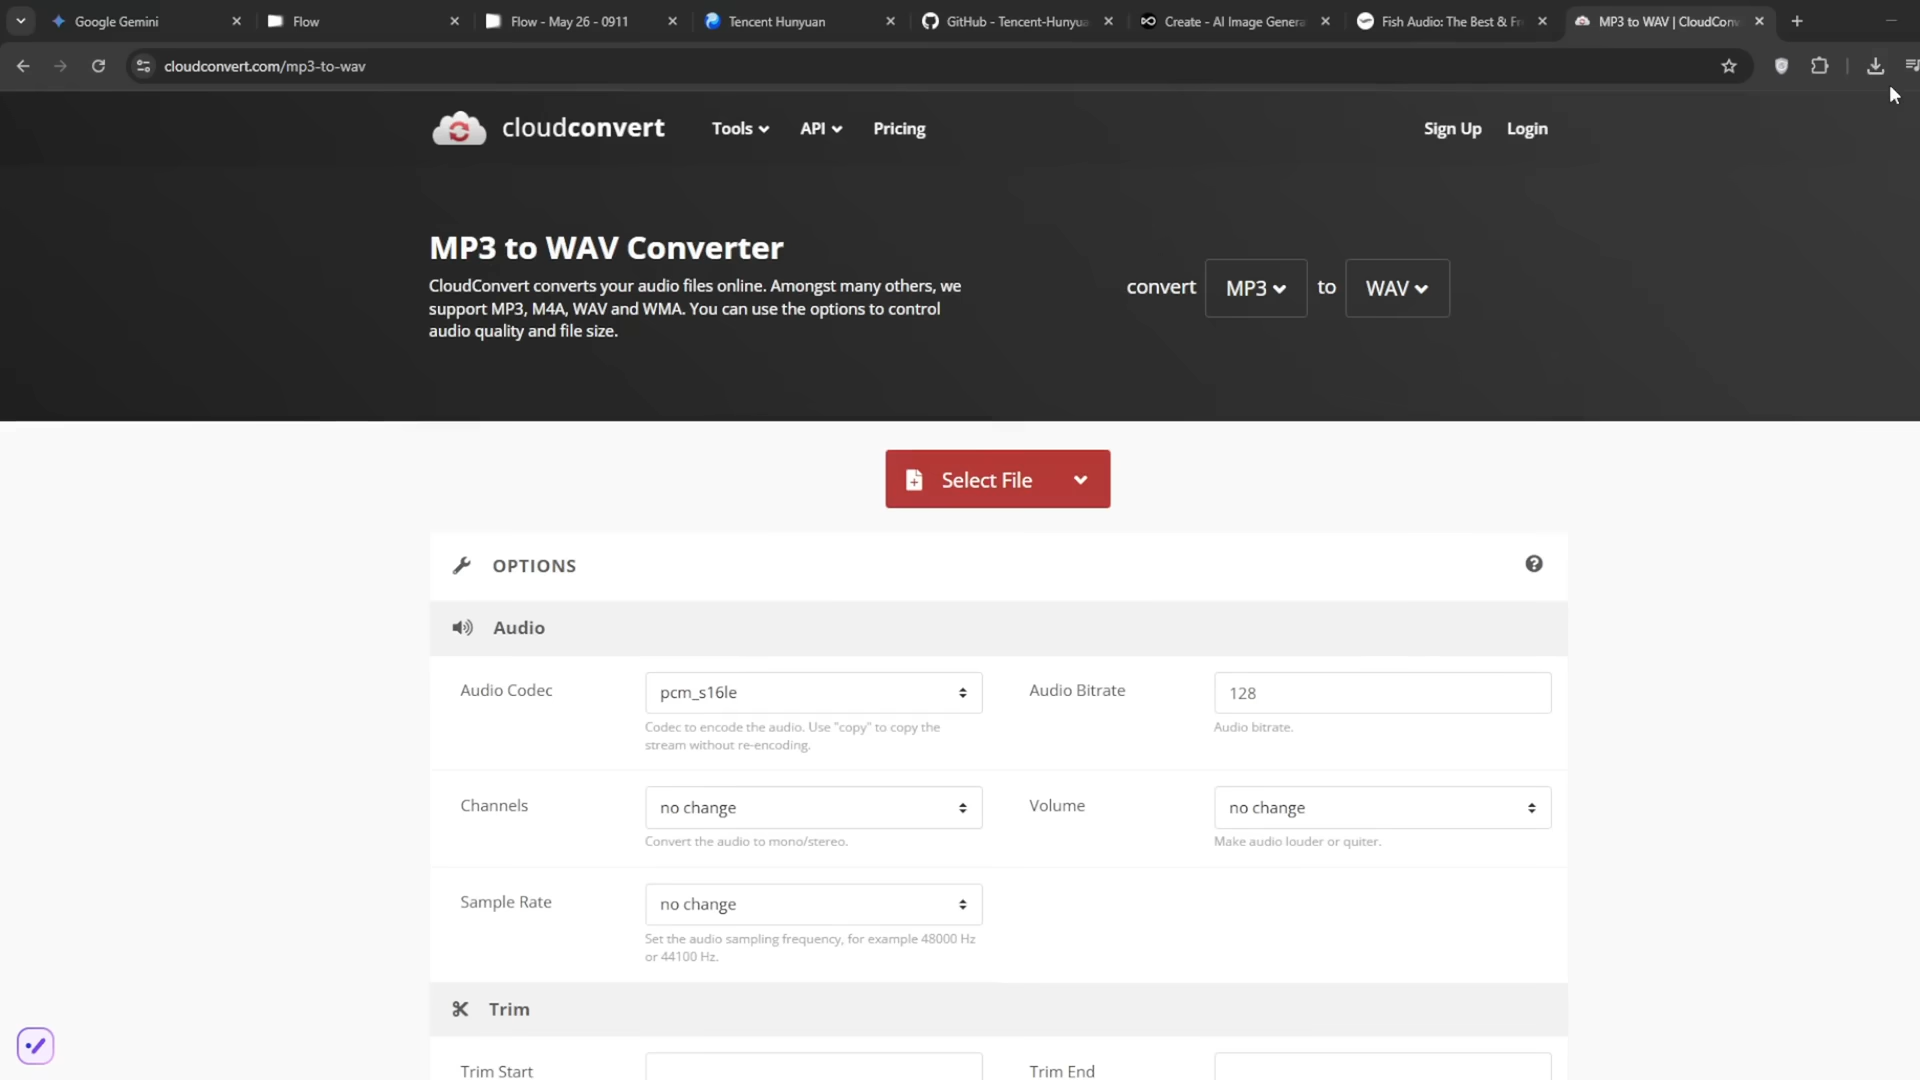 Google Gemini
Flow
Flow - May 26 - 0911
Tencent Hunyuan
GitHub - Tencent-Hunyua
Create - AI Image Genera
Fish Audio: The Best & Fr
MP3 to WAV | CloudConv
cloudconvert.com/mp3-to-wav
cloudconvert
Tools
API
Pricing
Sign Up
Login
MP3 to WAV Converter
CloudConvert converts your audio files online. Amongst many others, we
support MP3, M4A, WAV and WMA. You can use the options to control
audio quality and file size.
convert MP3 to WAV
Select File
OPTIONS
Audio
Audio Codec
pcm_s16le
Codec to encode the audio. Use "copy" to copy the
stream without re-encoding.
Audio Bitrate
128
Audio bitrate.
Channels
no change
Convert the audio to mono/stereo.
Volume
no change
Make audio louder or quiter.
Sample Rate
no change
Set the audio sampling frequency, for example 48000 Hz
or 44100 Hz.
Trim
Trim Start
Trim End